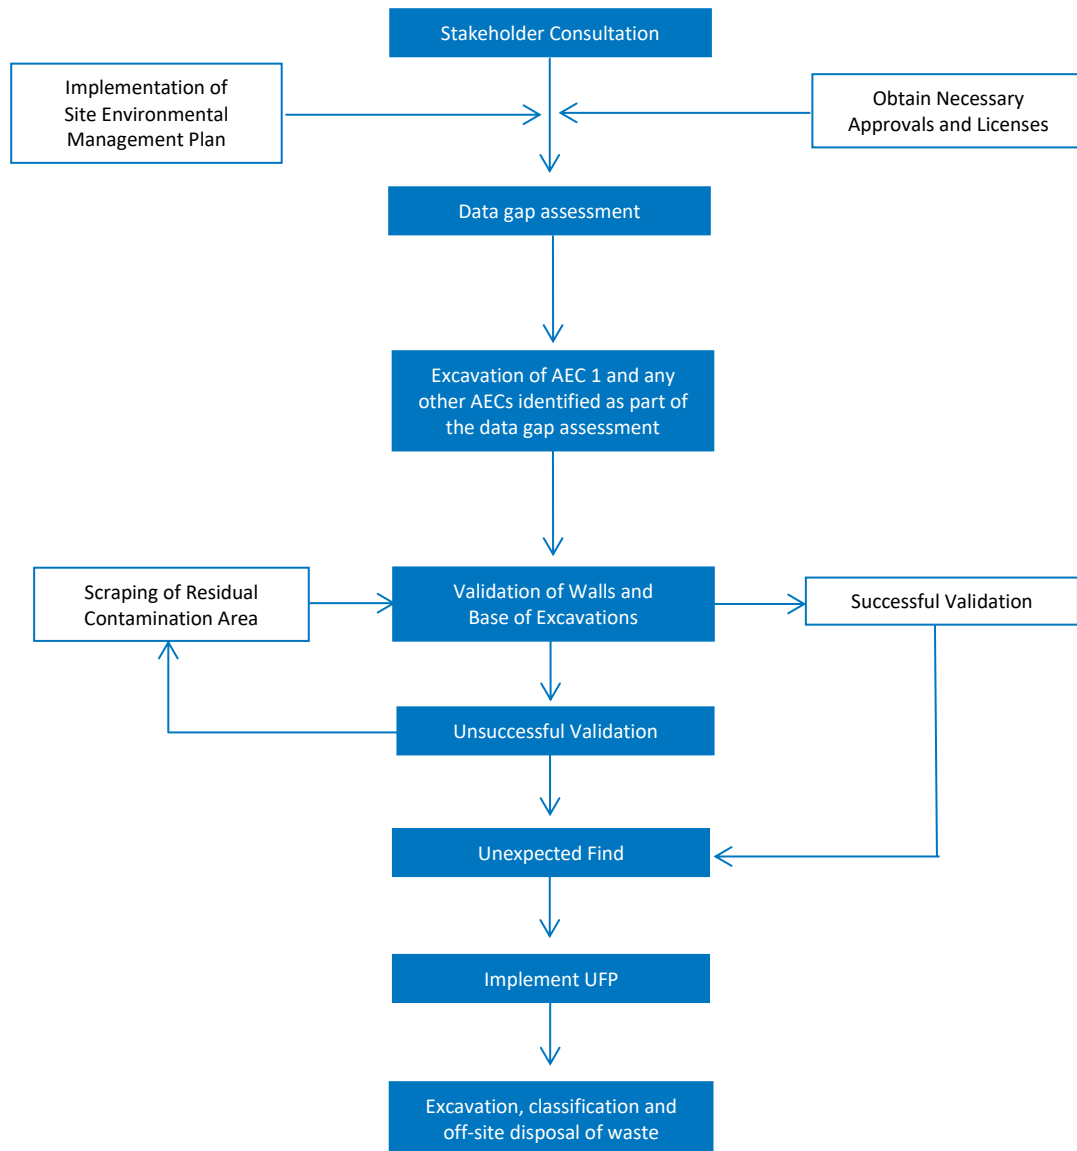 Stakeholder Consultation
Implementation of
Site Environmental
Management Plan
Obtain Necessary
Approvals and Licenses
Data gap assessment
Excavation of AEC 1 and any
other AECs identified as part of
the data gap assessment
Scraping of Residual
Contamination Area
Validation of Walls and
Base of Excavations
Successful Validation
Unsuccessful Validation
Unexpected Find
Implement UFP
Excavation, classification and
off-site disposal of waste